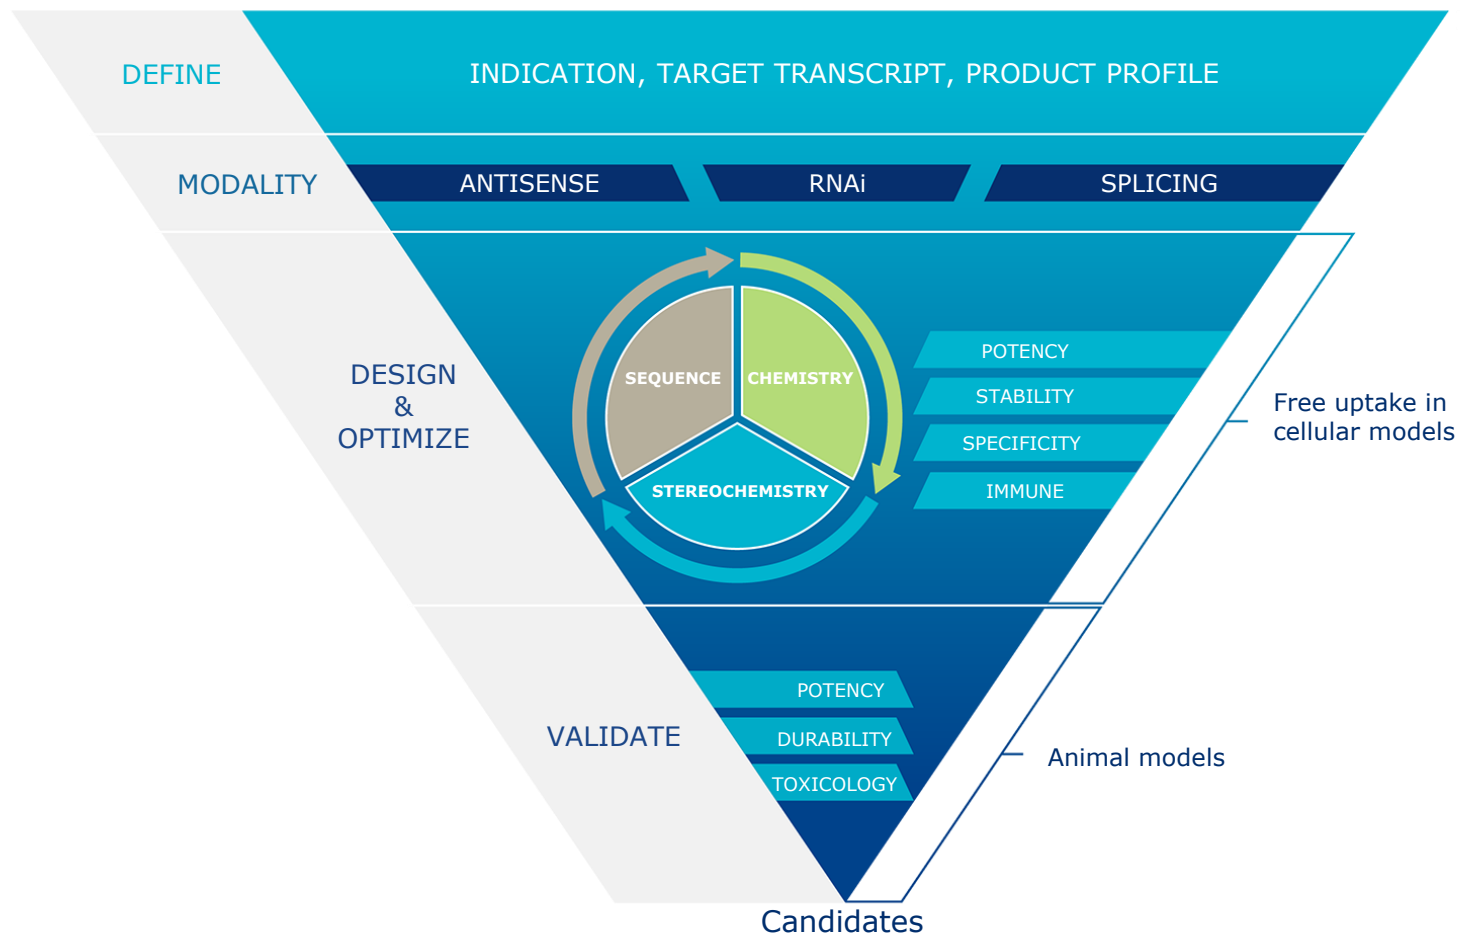 DEFINE
INDICATION, TARGET TRANSCRIPT, PRODUCT PROFILE
MODALITY
ANTISENSE
RNAi
SPLICING
DESIGN
&
OPTIMIZE
SEQUENCE
CHEMISTRY
STEREOCHEMISTRY
POTENCY
STABILITY
SPECIFICITY
IMMUNE
Free uptake in
cellular models
VALIDATE
POTENCY
DURABILITY
TOXICOLOGY
Animal models
Candidates